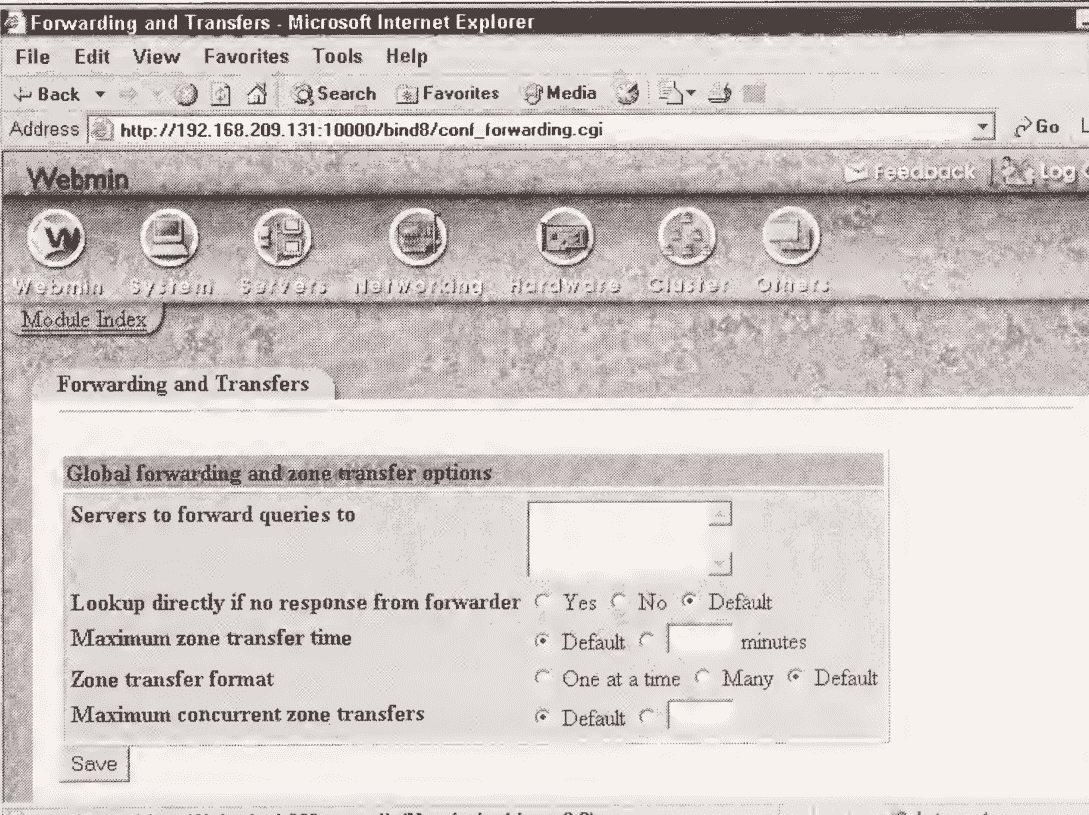 Forwarding and Transfers - Microsoft Internet Explorer
File Edit View Favorites Tools Help
Back Search Favorites Media
Address http://192.168.209.131:10000/bind8/conf_forwarding.cgi Go L
Webmin Feedback Log
Webmin System Servers Networking Hardware Cluster Others
Module Index
Forwarding and Transfers
Global forwarding and zone transfer options
Servers to forward queries to
Lookup directly if no response from forwarder Yes No Default
Maximum zone transfer time Default minutes
Zone transfer format One at a time Many Default
Maximum concurrent zone transfers Default
Save